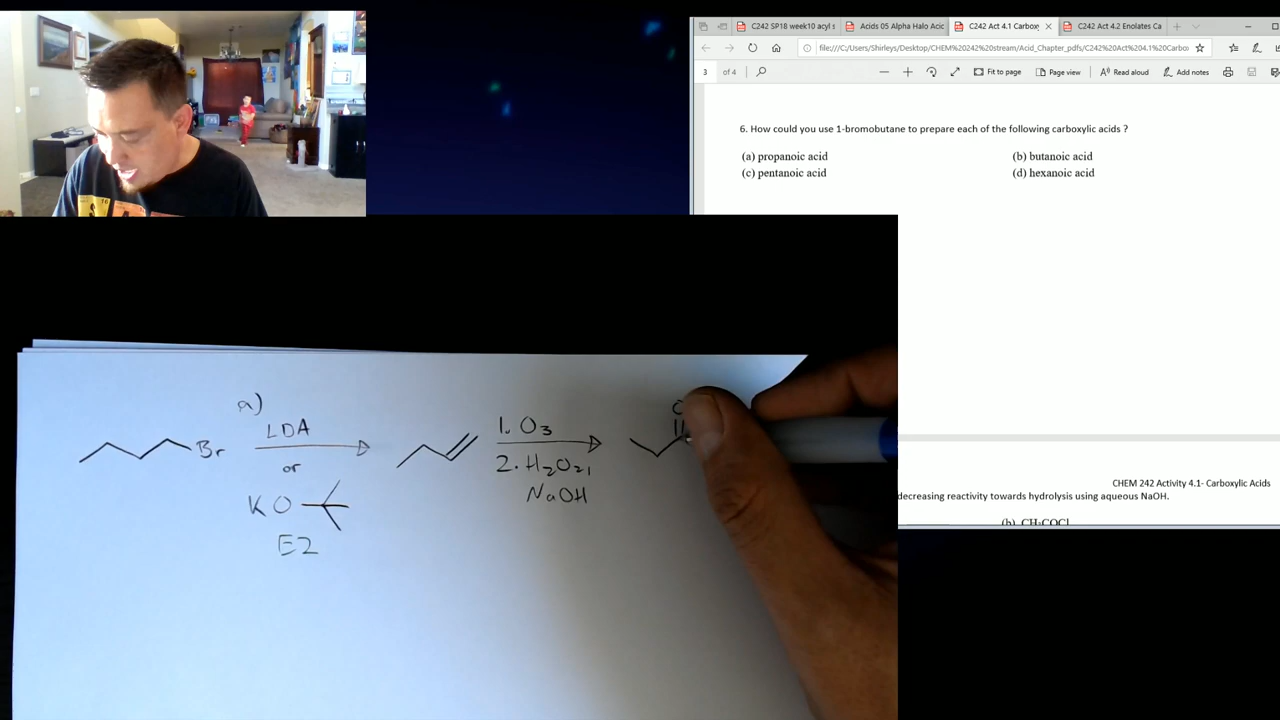 C242 SP18 week10 acyl s
Acids 05 Alpha Halo Acic
C242 Act 4.1 Carboxy
C242 Act 4.2 Enolates Ca
file:///C:/Users/Shirleys/Desktop/CHEM%20242%20stream/Acid_Chapter_pdfs/C242%20Act%204.1%20Carbo
3 of 4
Fit to page
Page view
Read aloud
Add notes
6. How could you use 1-bromobutane to prepare each of the following carboxylic acids ?
(a) propanoic acid
(b) butanoic acid
(c) pentanoic acid
(d) hexanoic acid
CHEM 242 Activity 4.1- Carboxylic Acids
decreasing reactivity towards hydrolysis using aqueous NaOH.
(b) CH₃COCl
a)
Br
LDA
or
KO
E2
1. O₃
2. H₂O₂,
NaOH